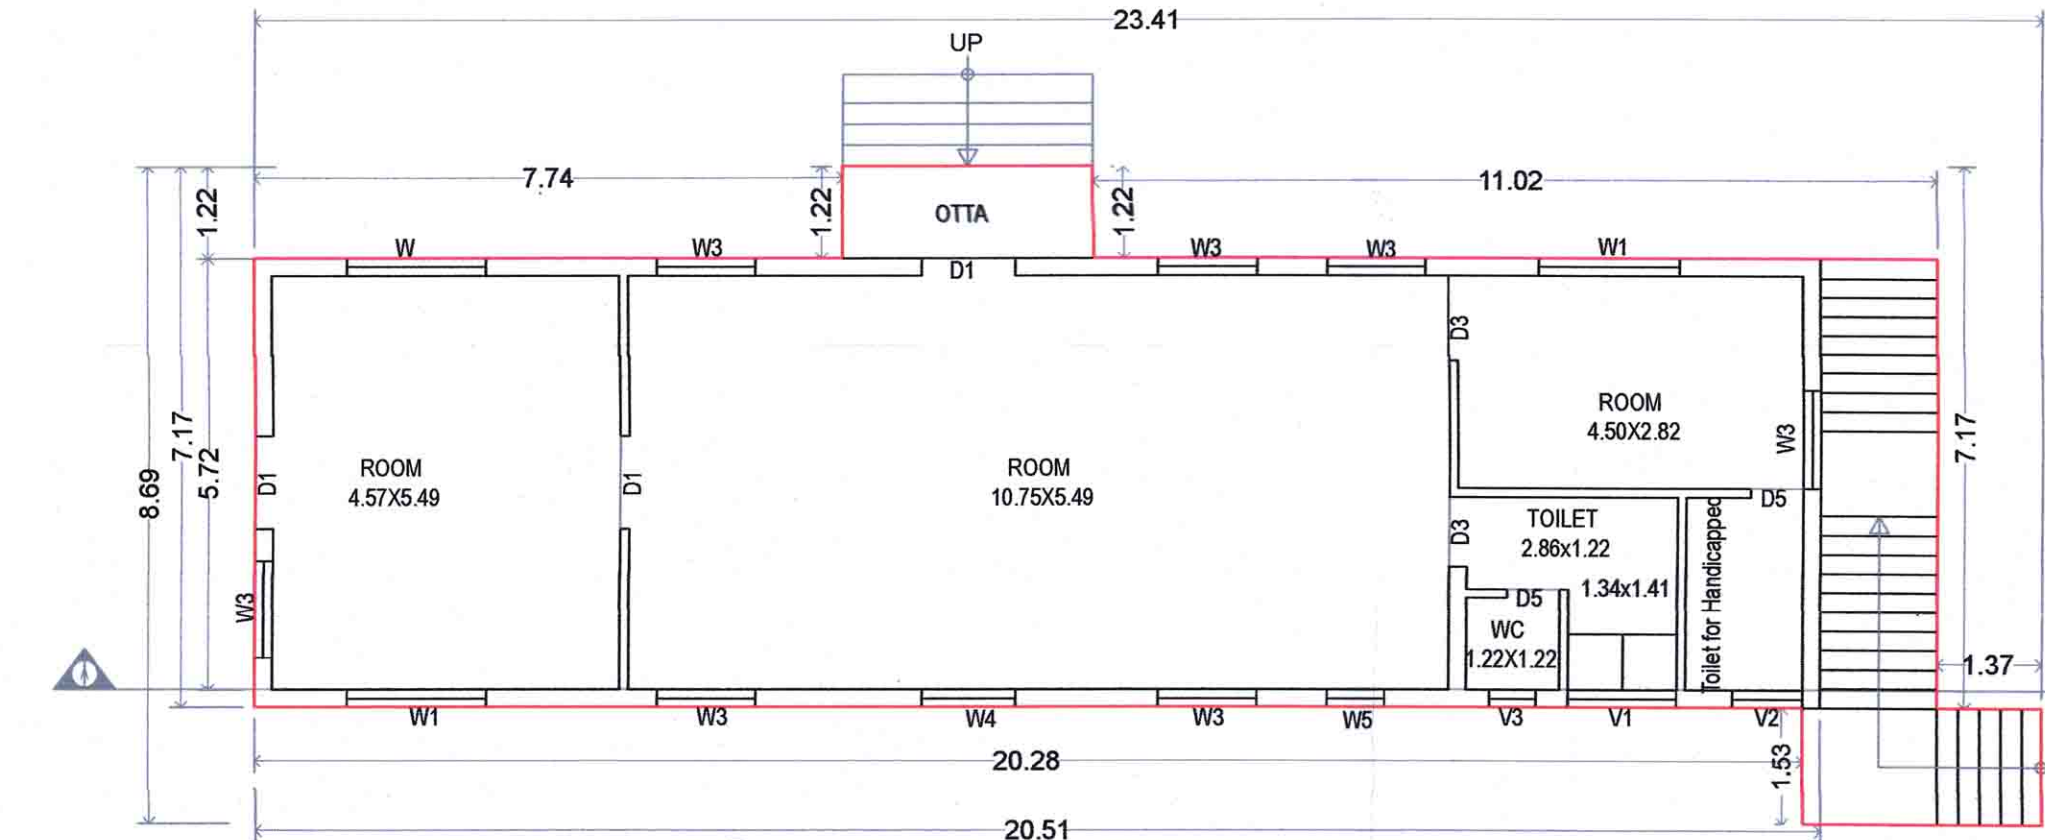 23.41
UP
7.74
11.02
1.22
1.22
1.22
OTTA
W
W3
W3
W3
W1
D1
D3
ROOM
4.50X2.82
W3
7.17
7.17
5.72
8.69
ROOM
4.57X5.49
D1
D1
ROOM
10.75X5.49
D5
TOILET
2.86x1.22
D3
1.34x1.41
D5
WC
1.22X1.22
Toilet for Handicapped
W3
1.37
W1
W3
W4
W3
W5
V3
V1
V2
20.28
1.53
20.51